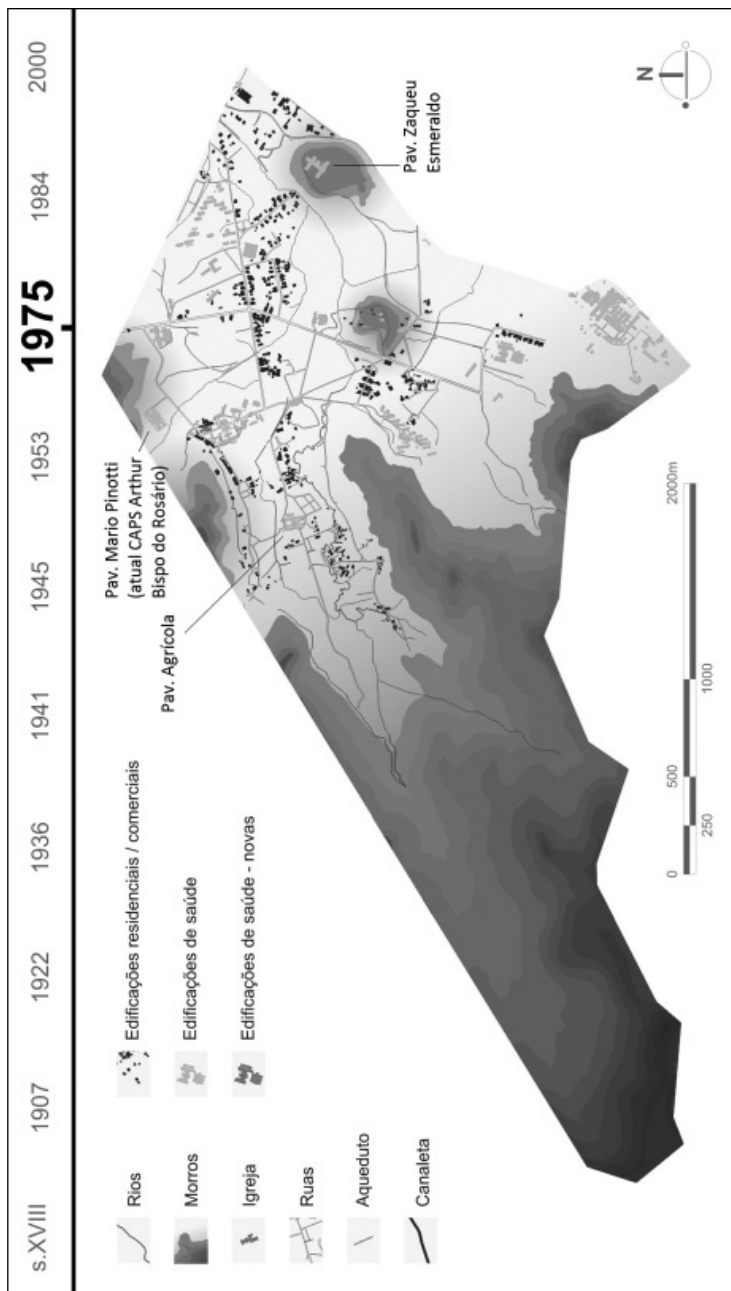 s.XVIII 1907 1922 1936 1941 1945 1953 1975 1984 2000
Rios
Morros
Igreja
Ruas
Aqueduto
Canaleta
Edificações residenciais / comerciais
Edificações de saúde
Edificações de saúde - novas
Pav. Agrícola
Pav. Mario Pinotti
(atual CAPS Arthur
Bispo do Rosário)
Pav. Zaqueu
Esmeraldo
N
0 250 500 1000 2000m